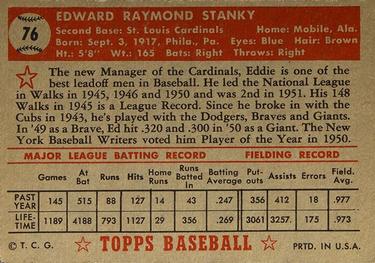 76
EDWARD RAYMOND STANKY
Second Base: St. Louis Cardinals Home: Mobile, Ala.
Born: Sept. 3, 1917, Phila., Pa. Eyes: Blue Hair: Brown
Ht.: 5'8" Wt.: 165 Bats: Right Throws: Right
The new Manager of the Cardinals, Eddie is one of the
best leadoff men in Baseball. He led the National League
in Walks in 1945, 1946 and 1950 and was 2nd in 1951. His 148
Walks in 1945 is a League Record. Since he broke in with the
Cubs in 1943, he's played with the Dodgers, Braves and Giants.
In '49 as a Brave, Ed hit .320 and .300 in '50 as a Giant. The New
York Baseball Writers voted him Player of the Year in 1950.
MAJOR LEAGUE BATTING RECORD FIELDING RECORD
Games At Bat Runs Hits Home Runs Runs Batted In Batting Average Put-outs Assists Errors Field. Avg.
PAST YEAR 145 515 88 127 14 43 .247 356 412 18 .977
LIFE-TIME 1189 4188 793 1127 29 356 .269 3061 3257 175 .973
© T. C. G. TOPPS BASEBALL PRTD. IN U.S.A.